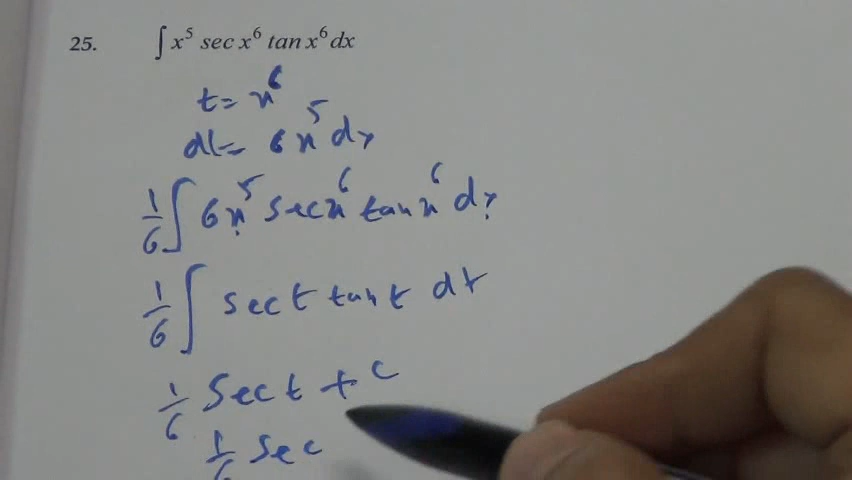 25. ∫ x⁵ sec x⁶ tan x⁶ dx
t = x⁶
dt = 6x⁵ dx
1/6 ∫ 6x⁵ sec x⁶ tan x⁶ dx
1/6 ∫ sec t tan t dt
1/6 sec t + c
1/6 sec